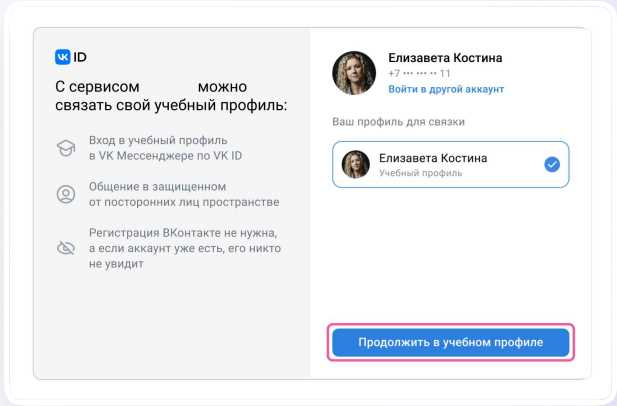 VK ID
С сервисом можно
связать свой учебный профиль:
Вход в учебный профиль
в VK Мессенджере по VK ID
Общение в защищенном
от посторонних лиц пространстве
Регистрация ВКонтакте не нужна,
а если аккаунт уже есть, его никто
не увидит
Елизавета Костина
+7 ••• ••• •• 11
Войти в другой аккаунт
Ваш профиль для связки
Елизавета Костина
Учебный профиль
Продолжить в учебном профиле